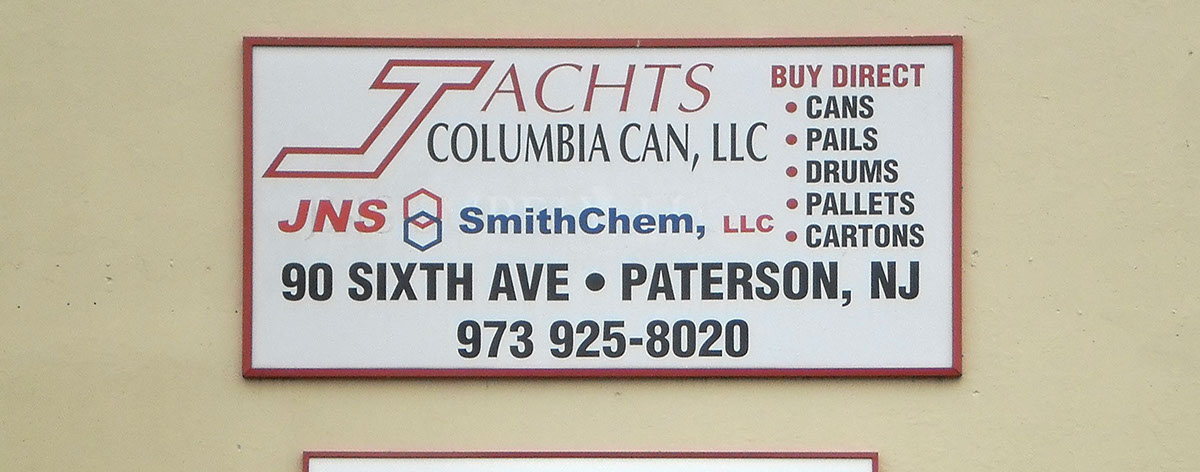 JACHTS
COLUMBIA CAN, LLC
JNS SmithChem, LLC
BUY DIRECT
• CANS
• PAILS
• DRUMS
• PALLETS
• CARTONS
90 SIXTH AVE • PATERSON, NJ
973 925-8020